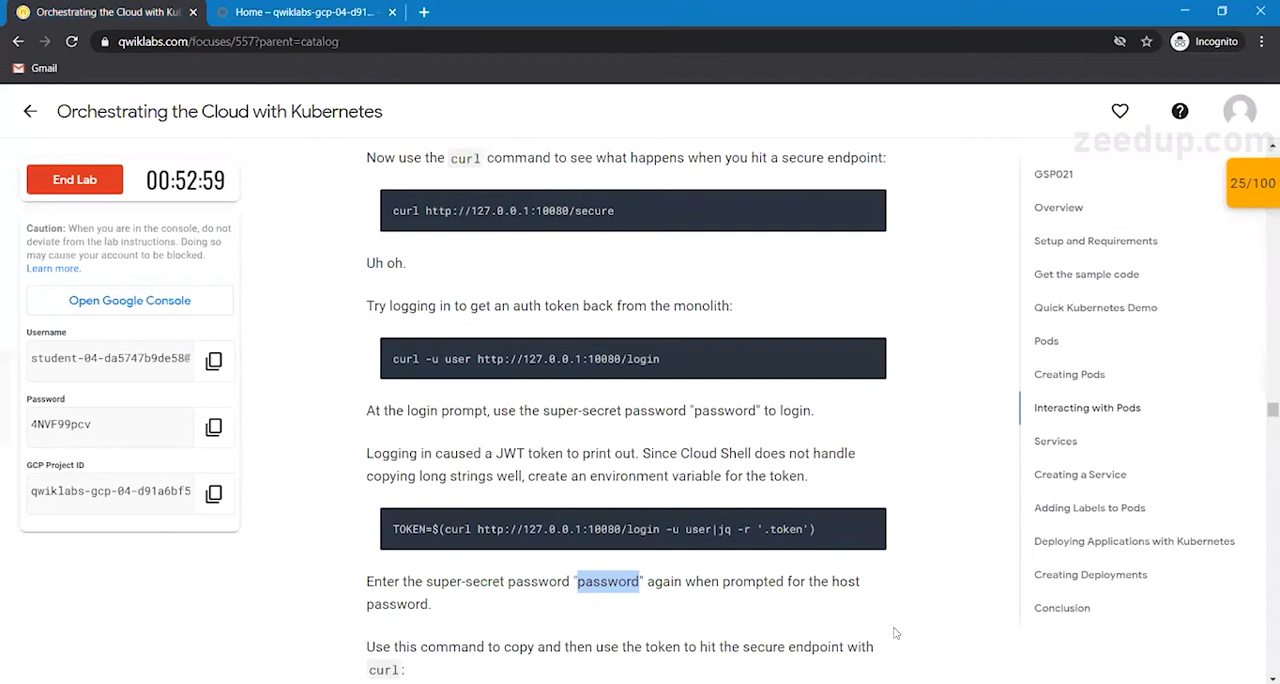 Orchestrating the Cloud with Kub
Home – qwiklabs-gcp-04-d91...
qwiklabs.com/focuses/557?parent=catalog
Incognito
Gmail
Orchestrating the Cloud with Kubernetes
zeedup.com
End Lab
00:52:59
25/100
Caution: When you are in the console, do not
deviate from the lab instructions. Doing so
may cause your account to be blocked.
Learn more.
Open Google Console
Username
student-04-da5747b9de58@
Password
4NVF99pcv
GCP Project ID
qwiklabs-gcp-04-d91a6bf5
Now use the curl command to see what happens when you hit a secure endpoint:
curl http://127.0.0.1:10080/secure
Uh oh.
Try logging in to get an auth token back from the monolith:
curl -u user http://127.0.0.1:10080/login
At the login prompt, use the super-secret password "password" to login.
Logging in caused a JWT token to print out. Since Cloud Shell does not handle
copying long strings well, create an environment variable for the token.
TOKEN=$(curl http://127.0.0.1:10080/login -u user|jq -r '.token')
Enter the super-secret password "password" again when prompted for the host
password.
Use this command to copy and then use the token to hit the secure endpoint with
curl:
GSP021
Overview
Setup and Requirements
Get the sample code
Quick Kubernetes Demo
Pods
Creating Pods
Interacting with Pods
Services
Creating a Service
Adding Labels to Pods
Deploying Applications with Kubernetes
Creating Deployments
Conclusion